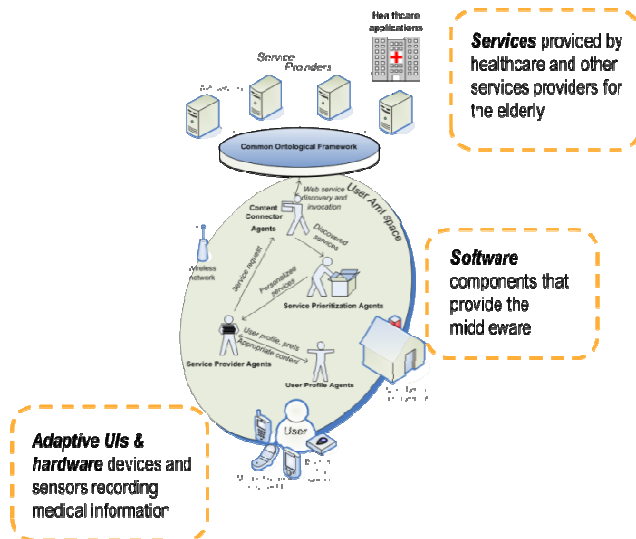 Healthcare
applications
Service
Providers
Services provided by
healthcare and other
services providers for
the elderly
Common Ontological Framework
User AmI space
Web service
discovery and
invocation
Content
Connector
Agents
Discovered
services
Wireless
network
Service request
Personalized
services
Service Prioritization Agents
Software
components that
provide the
midd eware
User profile, prefs
Appropriate context
Service Provider Agents
User Profile Agents
User
Adaptive UIs &
hardware devices and
sensors recording
medical information